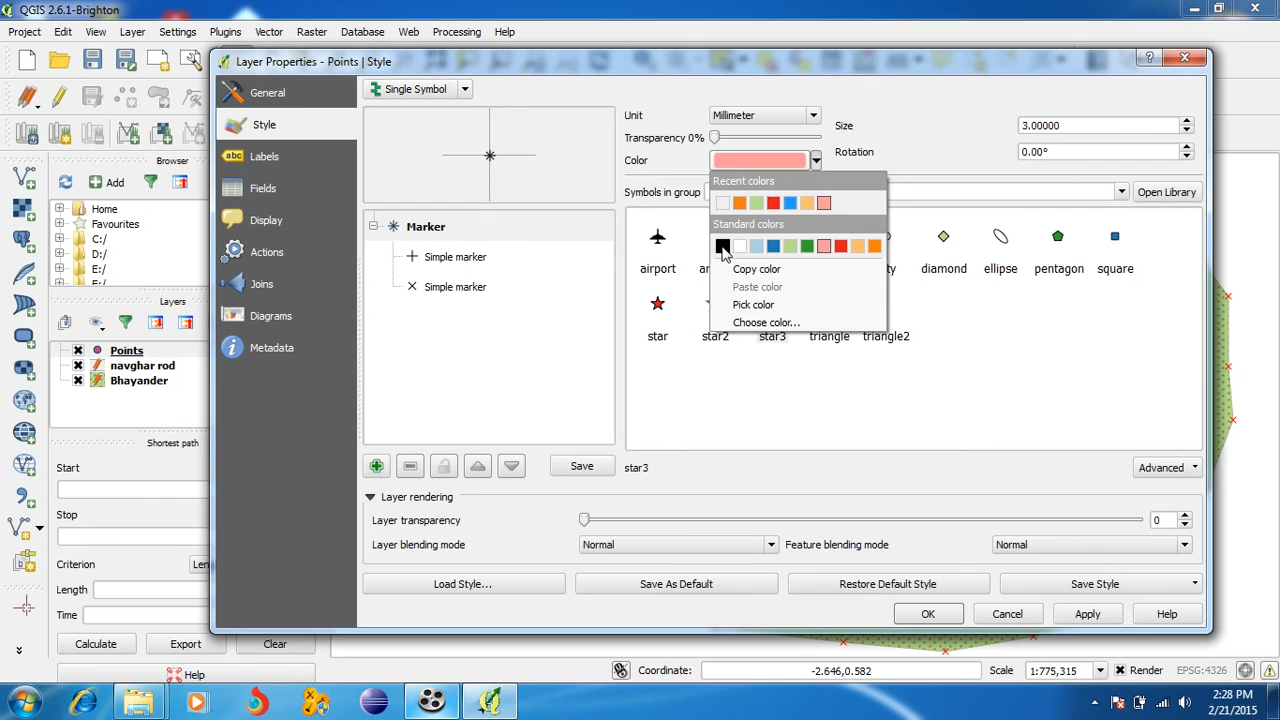 QGIS 2.6.1-Brighton
Project Edit View Layer Settings Plugins Vector Raster Database Web Processing Help
Layer Properties - Points | Style
General
Style
abc Labels
Fields
Display
Actions
Joins
Diagrams
Metadata
Single Symbol
Unit
Millimeter
Transparency 0%
Color
Size
3.00000
Rotation
0.00°
Symbols in group
Open Library
Recent colors
Standard colors
Copy color
Paste color
Pick color
Choose color...
Marker
Simple marker
Simple marker
airport
diamond
ellipse
pentagon
square
star
star2
star3
triangle
triangle2
Save
star3
Advanced
Layer rendering
Layer transparency
0
Layer blending mode
Normal
Feature blending mode
Normal
Load Style...
Save As Default
Restore Default Style
Save Style
OK
Cancel
Apply
Help
Browser
Add
Home
Favourites
C:/
D:/
E:/
Layers
Points
navghar rod
Bhayander
Shortest path
Start
Stop
Criterion
Length
Time
Calculate
Export
Clear
Help
Coordinate:
-2.646,0.582
Scale
1:775,315
Render
EPSG:4326
2:28 PM
2/21/2015